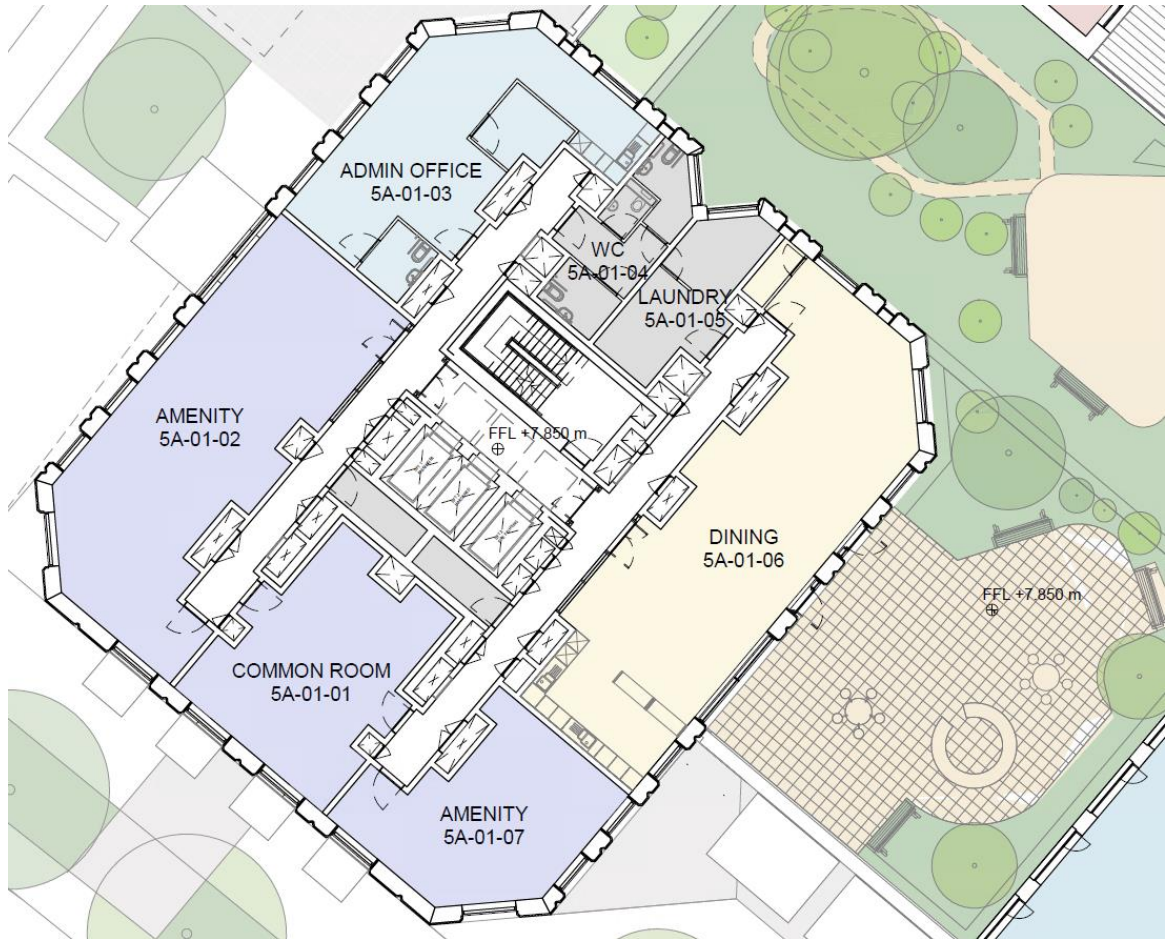 ADMIN OFFICE
5A-01-03
WC
5A-01-04
LAUNDRY
5A-01-05
AMENITY
5A-01-02
FFL +7.850 m
DINING
5A-01-06
FFL +7.850 m
COMMON ROOM
5A-01-01
AMENITY
5A-01-07